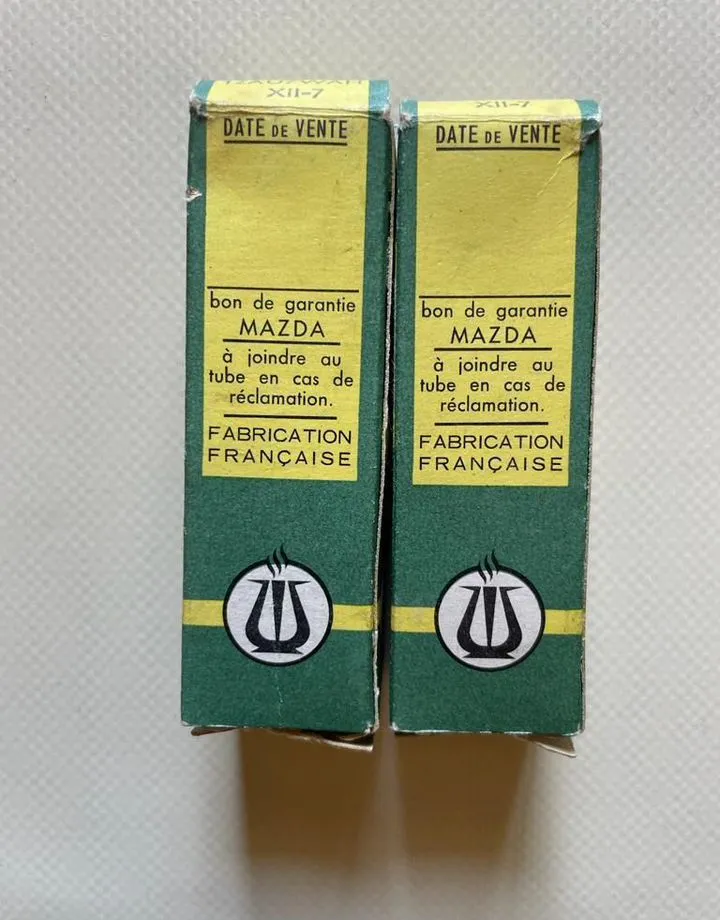 XII-7
DATE DE VENTE
bon de garantie
MAZDA
à joindre au
tube en cas de
réclamation.
FABRICATION
FRANÇAISE
XII-7
DATE DE VENTE
bon de garantie
MAZDA
à joindre au
tube en cas de
réclamation.
FABRICATION
FRANÇAISE